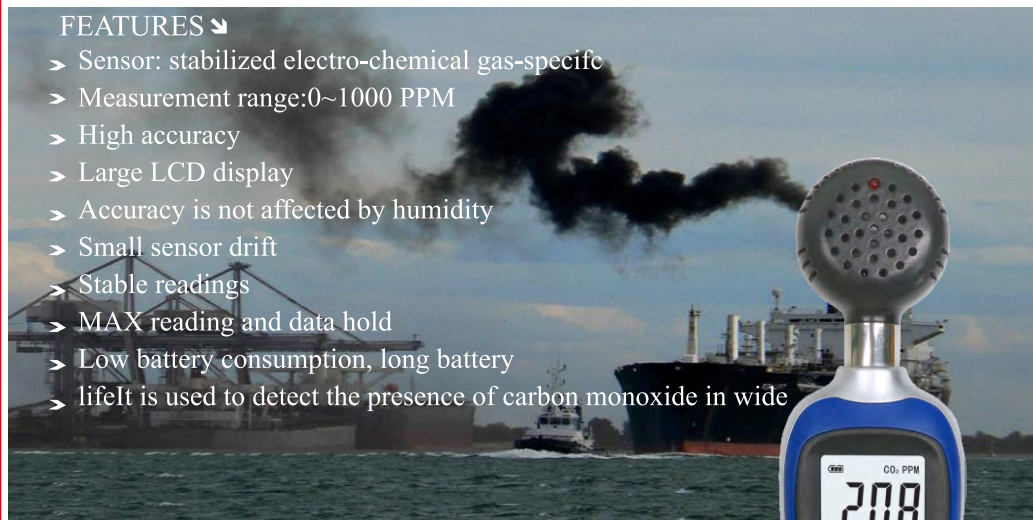 FEATURES
Sensor: stabilized electro-chemical gas-specifc
Measurement range:0~1000 PPM
High accuracy
Large LCD display
Accuracy is not affected by humidity
Small sensor drift
Stable readings
MAX reading and data hold
Low battery consumption, long battery
lifeIt is used to detect the presence of carbon monoxide in wide
CO₂ PPM
208